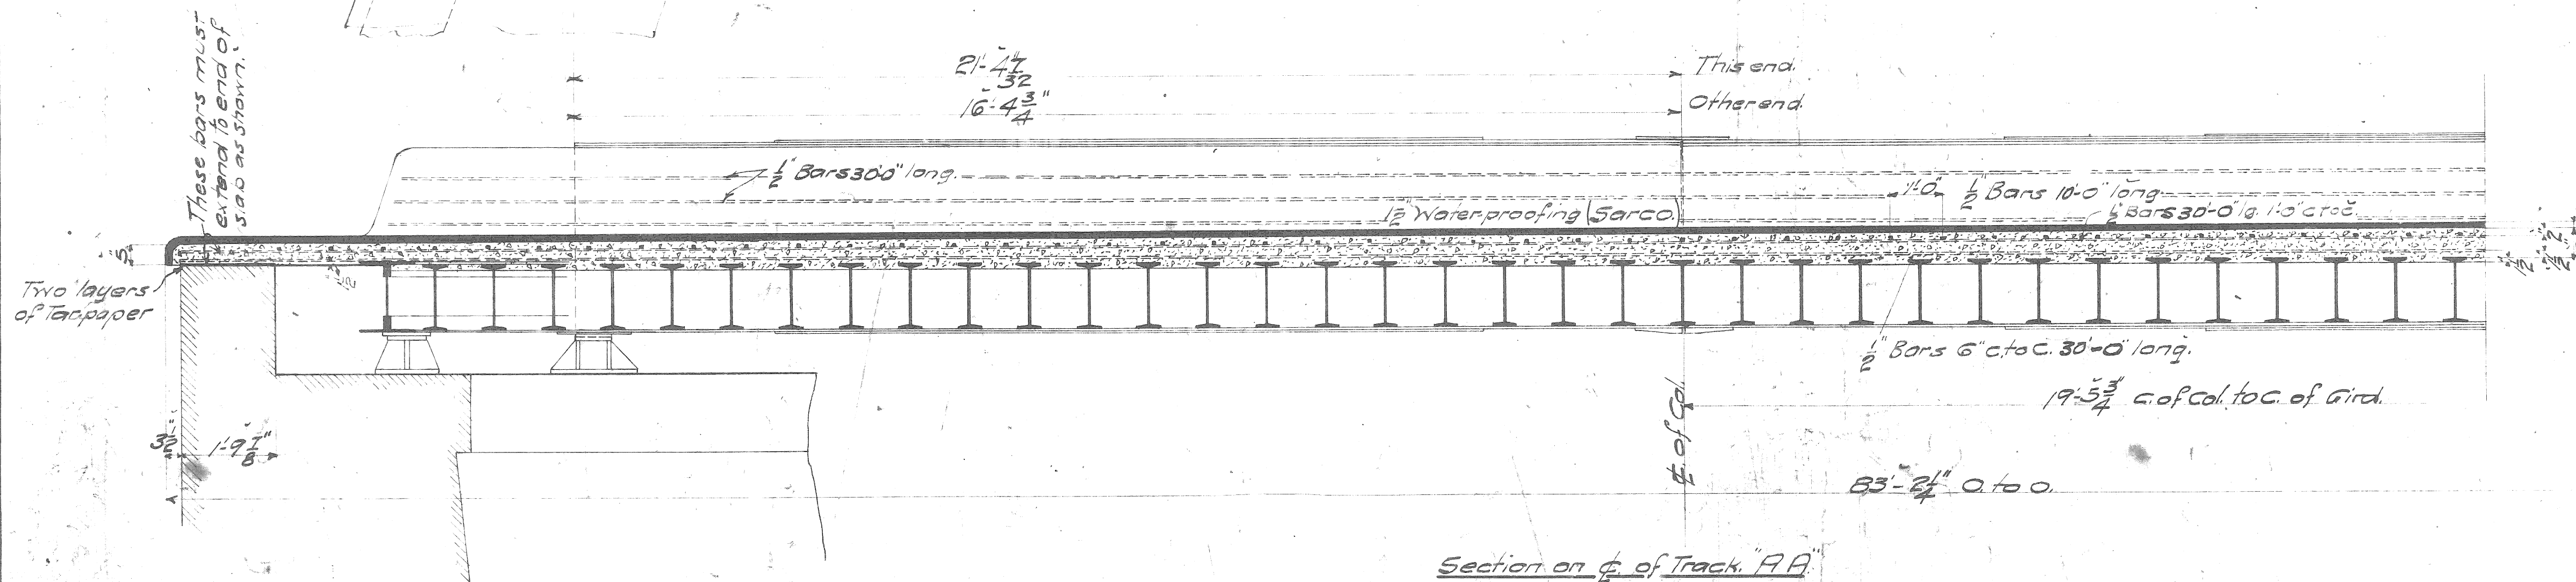 These bars must
extend to end of
slab as shown.
21'-4 7/32"
This end.
16'-4 3/4"
Other end.
1/2" Bars 30'-0" long.
1'-0"
1/2" Bars 10'-0" long
1/2" Bars 30'-0" lg. 1'-0" c to c.
1 1/2" Waterproofing (Sarco.)
5"
Two layers
of Tar-paper
1/2" Bars 6" c. to c. 30'-0" long.
19'-5 3/4" c. of Col. to c. of Gird.
℄ of Col.
3 1/2"
1'-9 7/8"
83'-2 1/4" O. to O.
Section on ℄ of Track. "A A"